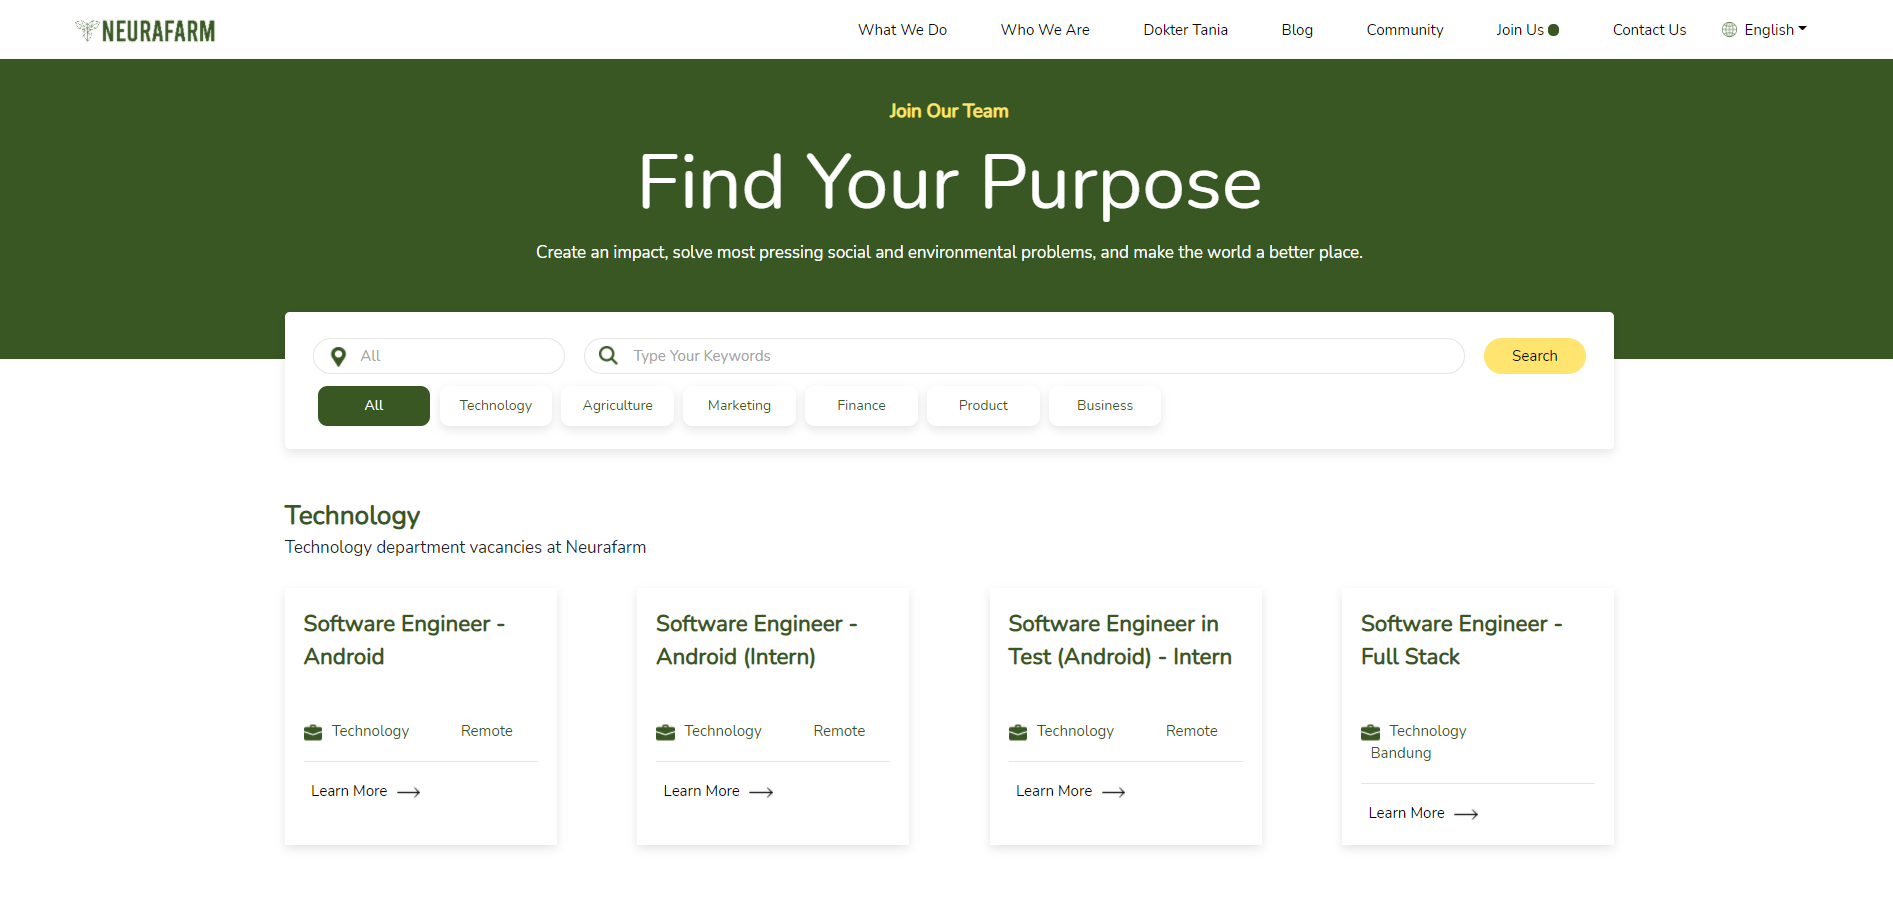 NEURAFARM
What We Do
Who We Are
Dokter Tania
Blog
Community
Join Us
Contact Us
English
Join Our Team
Find Your Purpose
Create an impact, solve most pressing social and environmental problems, and make the world a better place.
All
Type Your Keywords
Search
All
Technology
Agriculture
Marketing
Finance
Product
Business
Technology
Technology department vacancies at Neurafarm
Software Engineer -
Android
Technology
Remote
Learn More
Software Engineer -
Android (Intern)
Technology
Remote
Learn More
Software Engineer in
Test (Android) - Intern
Technology
Remote
Learn More
Software Engineer -
Full Stack
Technology
Bandung
Learn More